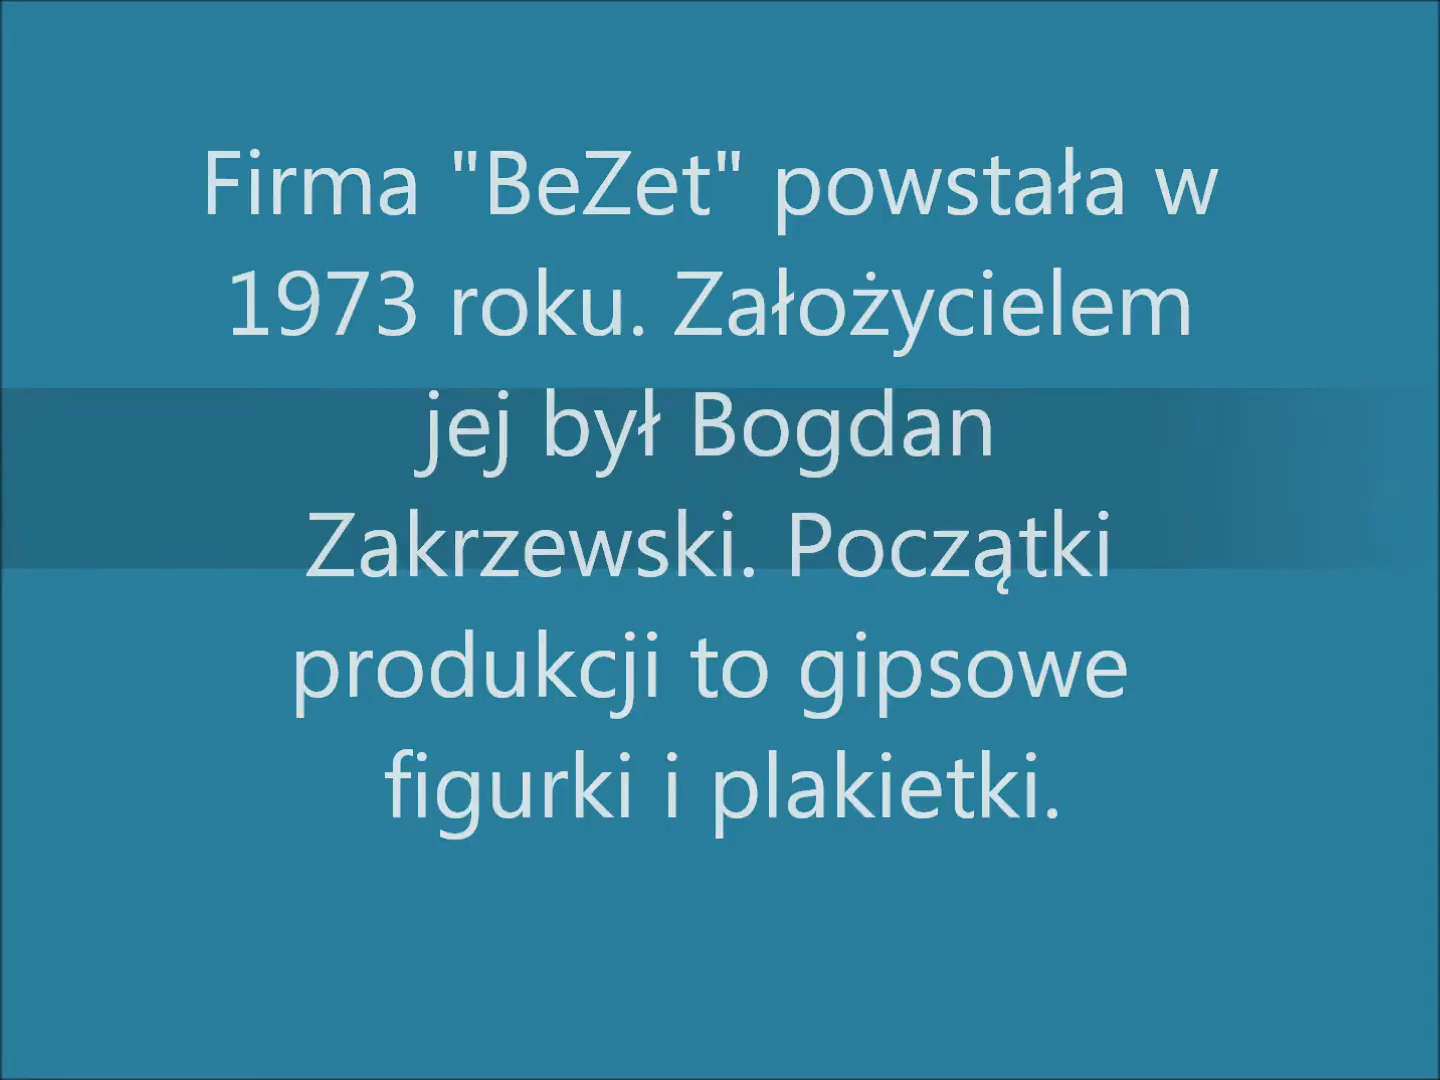 Firma "BeZet" powstała w
1973 roku. Założycielem
jej był Bogdan
Zakrzewski. Początki
produkcji to gipsowe
figurki i plakietki.